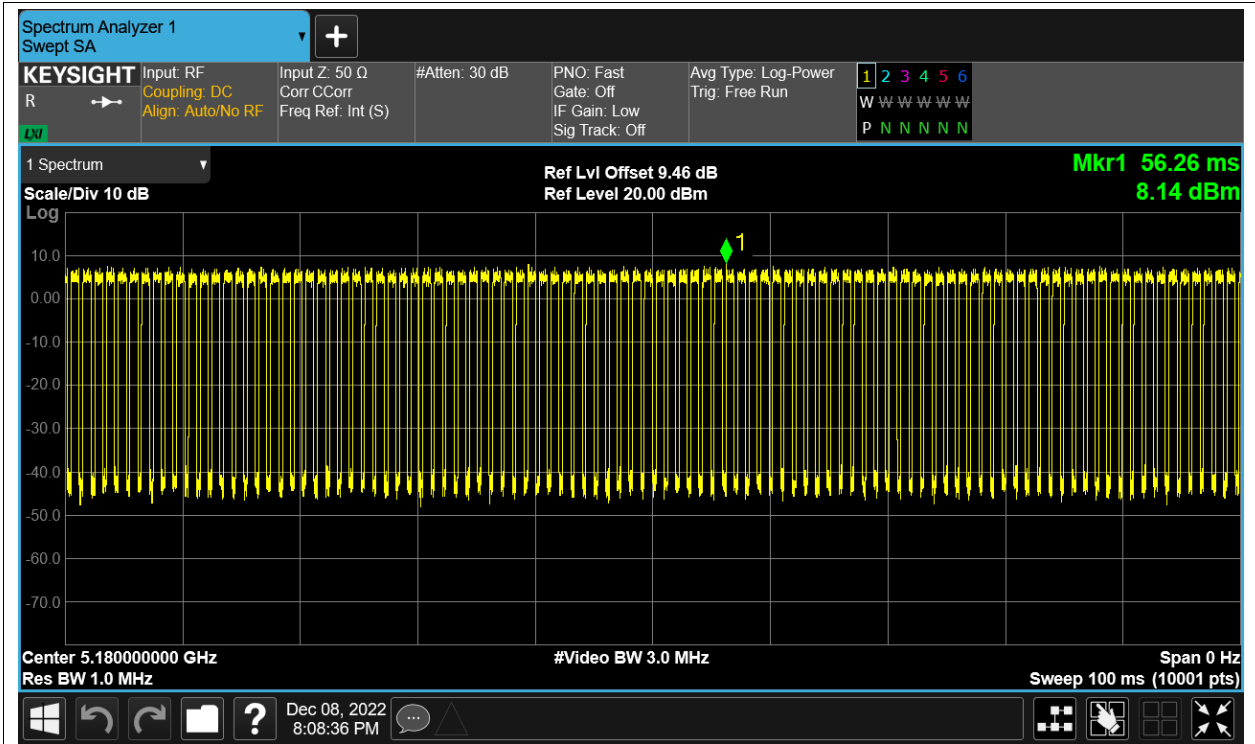 Spectrum Analyzer 1
Swept SA
KEYSIGHT
R
LXI
Input: RF
Coupling: DC
Align: Auto/No RF
Input Z: 50 Ω
Corr CCorr
Freq Ref: Int (S)
#Atten: 30 dB
PNO: Fast
Gate: Off
IF Gain: Low
Sig Track: Off
Avg Type: Log-Power
Trig: Free Run
1 2 3 4 5 6
W W W W W W
P N N N N N
1 Spectrum
Scale/Div 10 dB
Ref Lvl Offset 9.46 dB
Ref Level 20.00 dBm
Mkr1 56.26 ms
8.14 dBm
Log
1
10.0
0.00
-10.0
-20.0
-30.0
-40.0
-50.0
-60.0
-70.0
Center 5.180000000 GHz
Res BW 1.0 MHz
#Video BW 3.0 MHz
Span 0 Hz
Sweep 100 ms (10001 pts)
?
Dec 08, 2022
8:08:36 PM